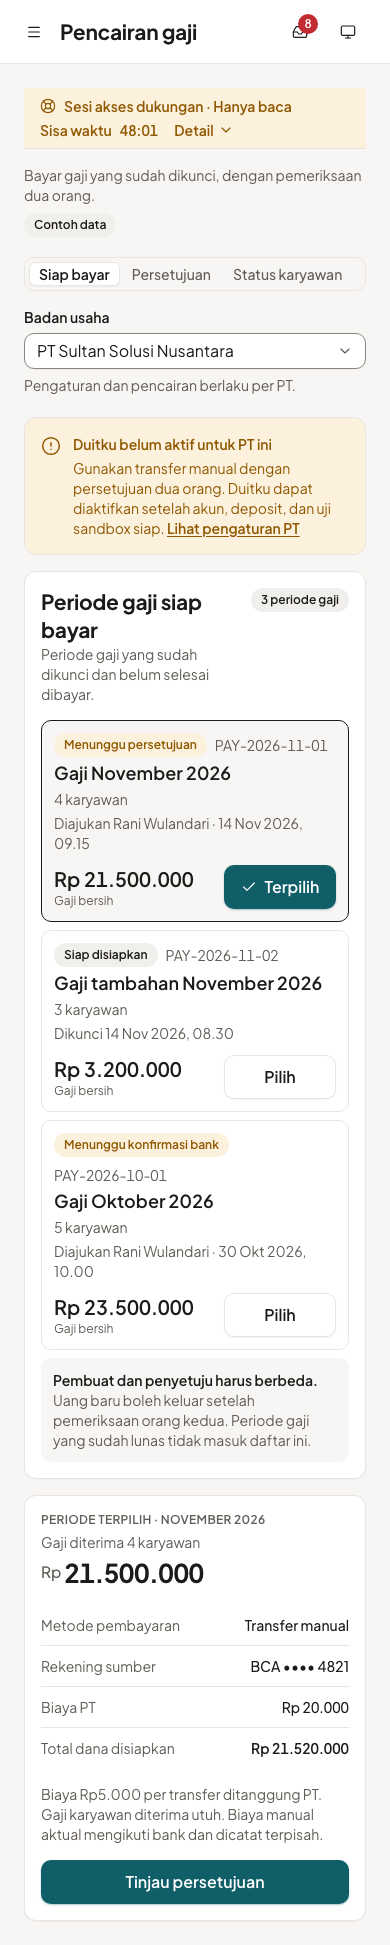 Pencairan gaji
8
Sesi akses dukungan · Hanya baca
Sisa waktu 48:01 Detail
Bayar gaji yang sudah dikunci, dengan pemeriksaan
dua orang.
Contoh data
Siap bayar Persetujuan Status karyawan
Badan usaha
PT Sultan Solusi Nusantara
Pengaturan dan pencairan berlaku per PT.
Duitku belum aktif untuk PT ini
Gunakan transfer manual dengan
persetujuan dua orang. Duitku dapat
diaktifkan setelah akun, deposit, dan uji
sandbox siap. Lihat pengaturan PT
Periode gaji siap
bayar
3 periode gaji
Periode gaji yang sudah
dikunci dan belum selesai
dibayar.
Menunggu persetujuan PAY-2026-11-01
Gaji November 2026
4 karyawan
Diajukan Rani Wulandari · 14 Nov 2026,
09.15
Rp 21.500.000
Gaji bersih
Terpilih
Siap disiapkan PAY-2026-11-02
Gaji tambahan November 2026
3 karyawan
Dikunci 14 Nov 2026, 08.30
Rp 3.200.000
Gaji bersih
Pilih
Menunggu konfirmasi bank
PAY-2026-10-01
Gaji Oktober 2026
5 karyawan
Diajukan Rani Wulandari · 30 Okt 2026,
10.00
Rp 23.500.000
Gaji bersih
Pilih
Pembuat dan penyetuju harus berbeda.
Uang baru boleh keluar setelah
pemeriksaan orang kedua. Periode gaji
yang sudah lunas tidak masuk daftar ini.
PERIODE TERPILIH · NOVEMBER 2026
Gaji diterima 4 karyawan
Rp 21.500.000
Metode pembayaran Transfer manual
Rekening sumber BCA •••• 4821
Biaya PT Rp 20.000
Total dana disiapkan Rp 21.520.000
Biaya Rp5.000 per transfer ditanggung PT.
Gaji karyawan diterima utuh. Biaya manual
aktual mengikuti bank dan dicatat terpisah.
Tinjau persetujuan